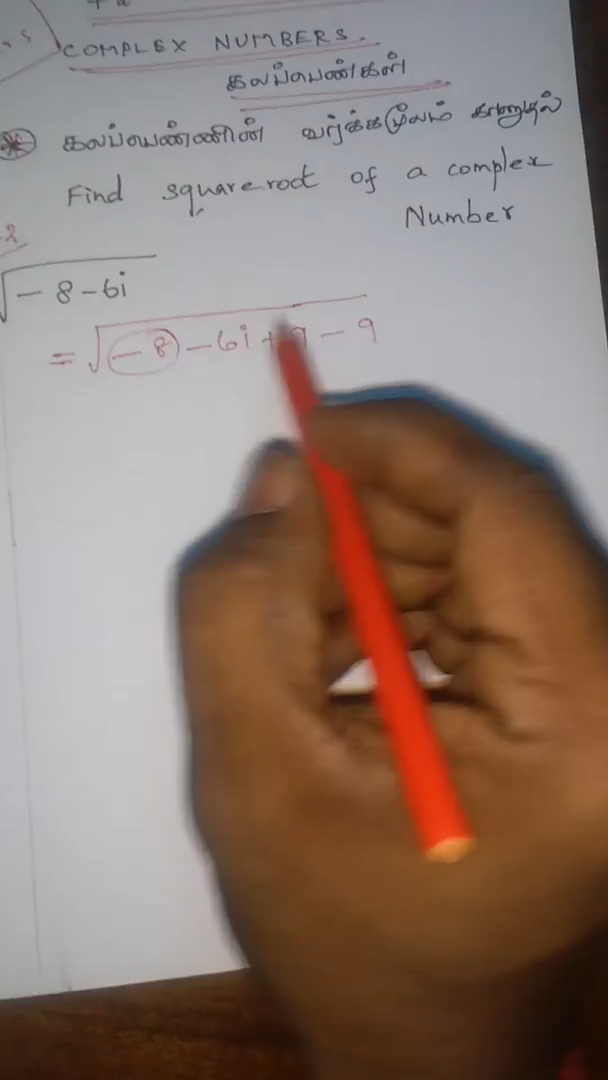 COMPLEX NUMBERS.
கலப்பெண்கள்
கலப்பெண்ணின் வர்க்கமூலம் காணுதல்
Find squareroot of a complex
Number
√-8-6i
= √-8-6i+9-9